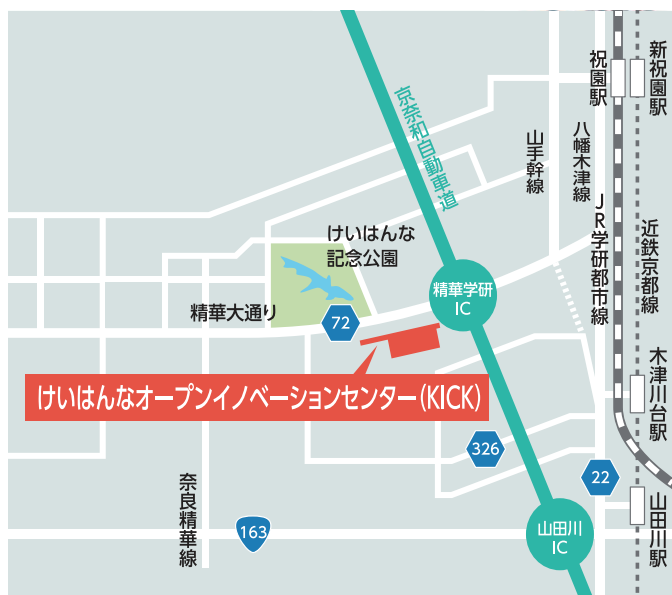 新祝園駅
祝園駅
京奈和自動車道
山手幹線
八幡木津線
JR学研都市線
近鉄京都線
けいはんな
記念公園
精華学研
IC
精華大通り
72
木津川台駅
けいはんなオープンイノベーションセンター(KICK)
326
22
奈良精華線
163
山田川
IC
山田川駅